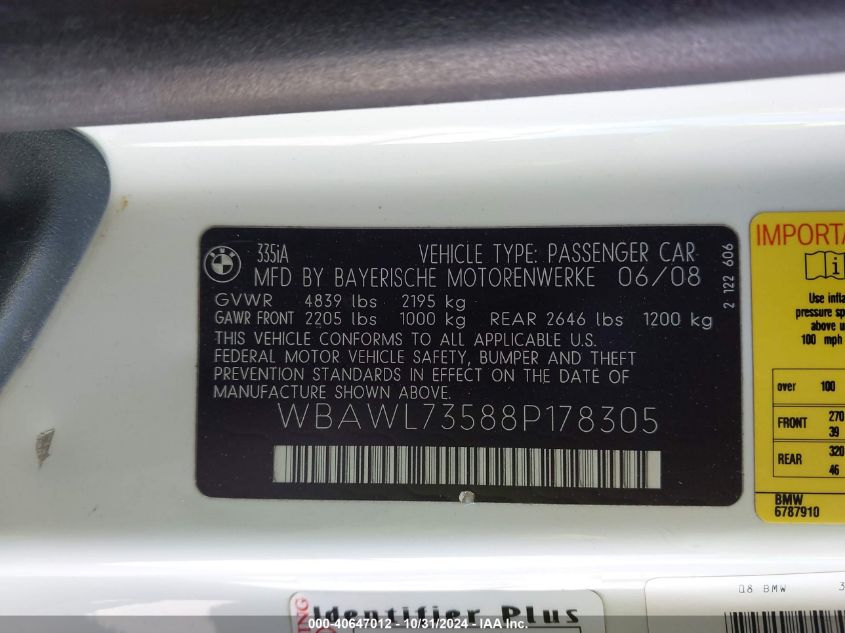 BMW
335iA VEHICLE TYPE: PASSENGER CAR
MFD BY BAYERISCHE MOTORENWERKE 06/08
GVWR 4839 lbs 2195 kg
GAWR FRONT 2205 lbs 1000 kg REAR 2646 lbs 1200 kg
THIS VEHICLE CONFORMS TO ALL APPLICABLE U.S.
FEDERAL MOTOR VEHICLE SAFETY, BUMPER AND THEFT
PREVENTION STANDARDS IN EFFECT ON THE DATE OF
MANUFACTURE SHOWN ABOVE.
WBAWL73588P178305
2 122 606
IMPORTA
Use infla
pressure sp
above u
100 mph
over 100
FRONT 270
39
REAR 320
46
BMW
6787910
08 BMW 3
Identifier Plus
000-40647012 - 10/31/2024 - IAA Inc.